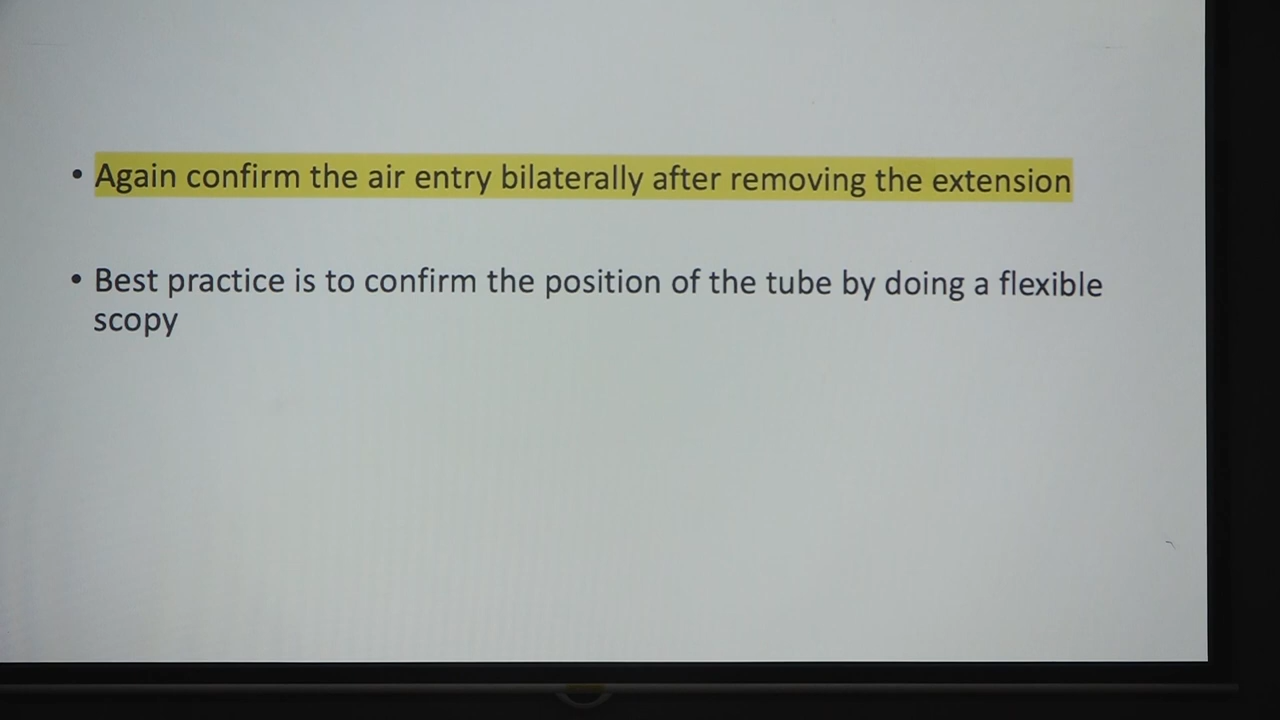 • Again confirm the air entry bilaterally after removing the extension
• Best practice is to confirm the position of the tube by doing a flexible
scopy